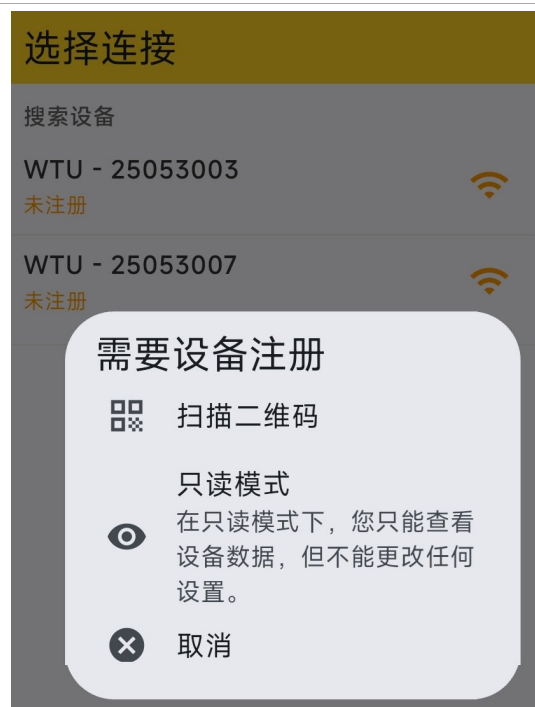 选择连接
搜索设备
WTU - 25053003
未注册
WTU - 25053007
未注册
需要设备注册
扫描二维码
只读模式
在只读模式下，您只能查看
设备数据，但不能更改任何
设置。
取消